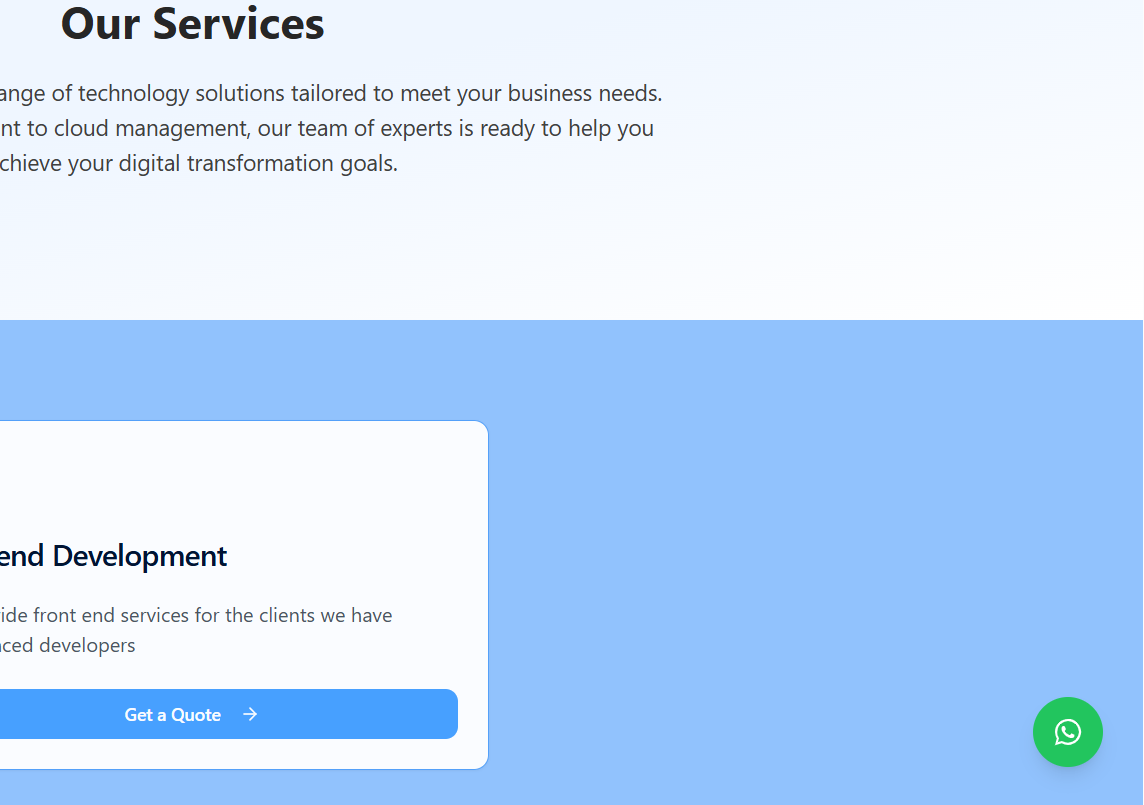 Our Services
ange of technology solutions tailored to meet your business needs.
nt to cloud management, our team of experts is ready to help you
chieve your digital transformation goals.
end Development
ide front end services for the clients we have
ced developers
Get a Quote →